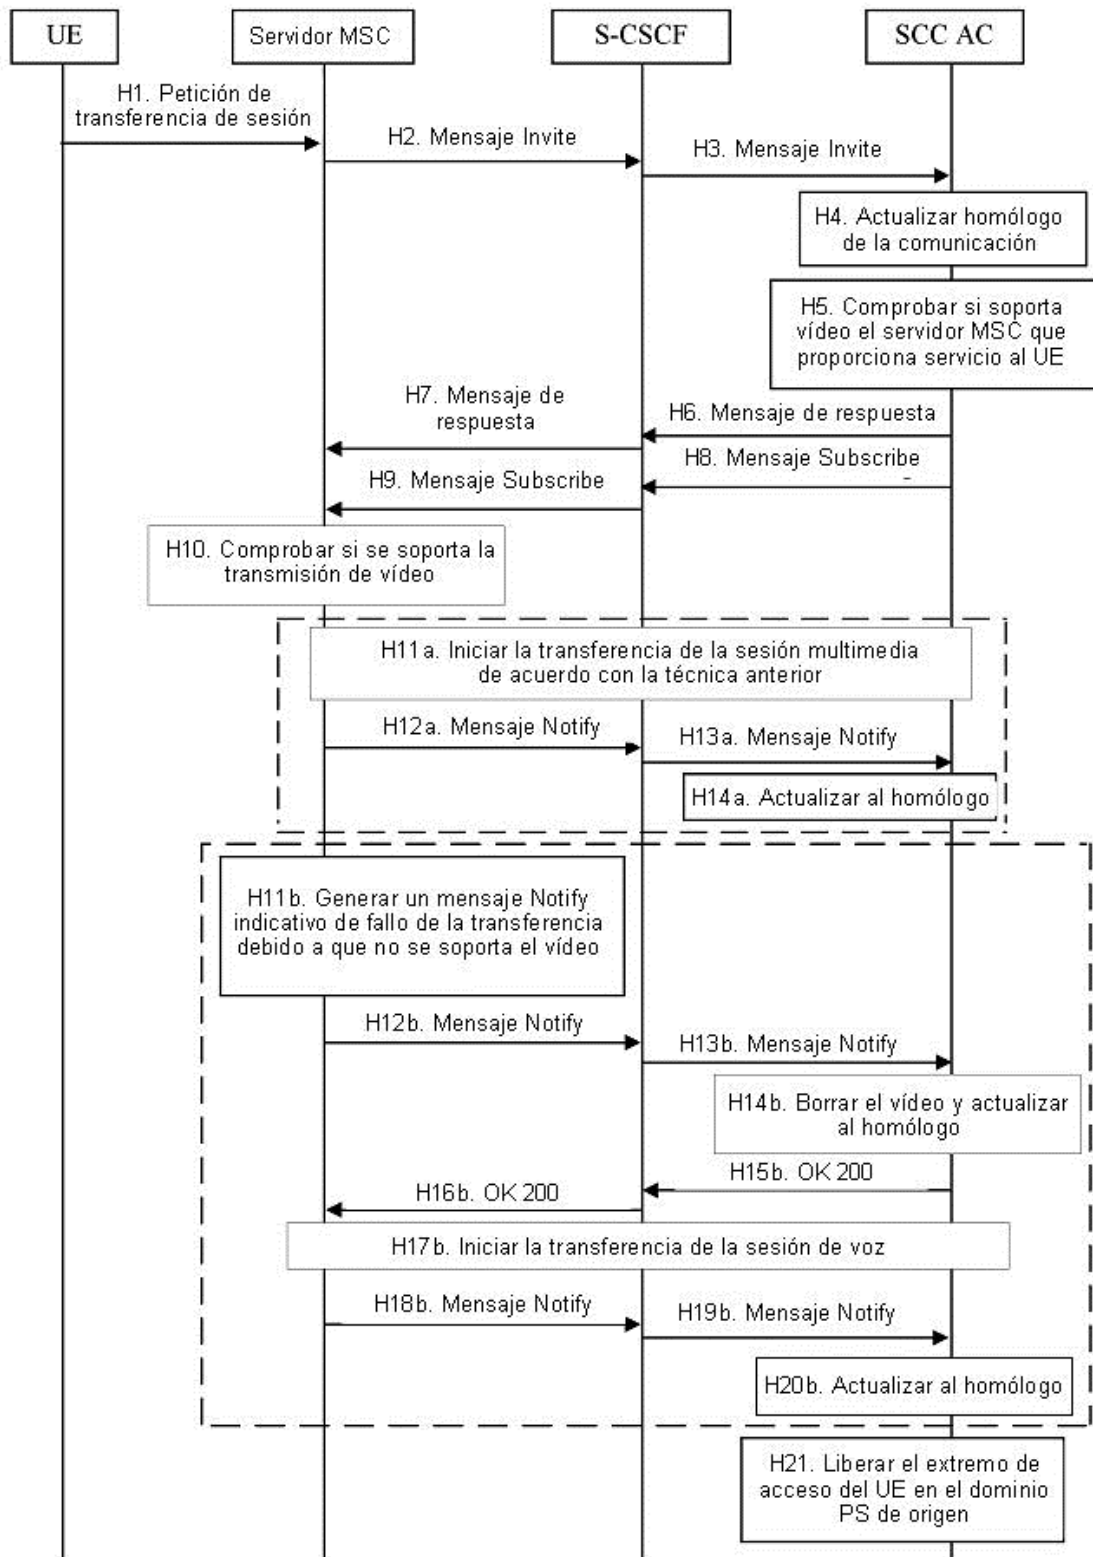 UE
Servidor MSC
S-CSCF
SCC AC
H1. Petición de
transferencia de sesión
H2. Mensaje Invite
H3. Mensaje Invite
H4. Actualizar homólogo
de la comunicación
H5. Comprobar si soporta
vídeo el servidor MSC que
proporciona servicio al UE
H6. Mensaje de respuesta
H7. Mensaje de
respuesta
H8. Mensaje Subscribe
H9. Mensaje Subscribe
H10. Comprobar si se soporta la
transmisión de vídeo
H11a. Iniciar la transferencia de la sesión multimedia
de acuerdo con la técnica anterior
H12a. Mensaje Notify
H13a. Mensaje Notify
H14a. Actualizar al homólogo
H11b. Generar un mensaje Notify
indicativo de fallo de la transferencia
debido a que no se soporta el vídeo
H12b. Mensaje Notify
H13b. Mensaje Notify
H14b. Borrar el vídeo y actualizar
al homólogo
H15b. OK 200
H16b. OK 200
H17b. Iniciar la transferencia de la sesión de voz
H18b. Mensaje Notify
H19b. Mensaje Notify
H20b. Actualizar al homólogo
H21. Liberar el extremo de
acceso del UE en el dominio
PS de origen